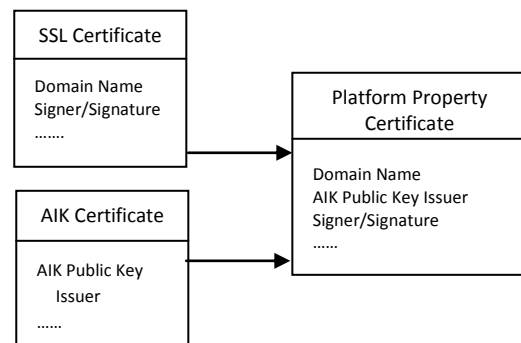 SSL Certificate
Domain Name
Signer/Signature
…….
AIK Certificate
AIK Public Key
Issuer
……
Platform Property
Certificate
Domain Name
AIK Public Key Issuer
Signer/Signature
……